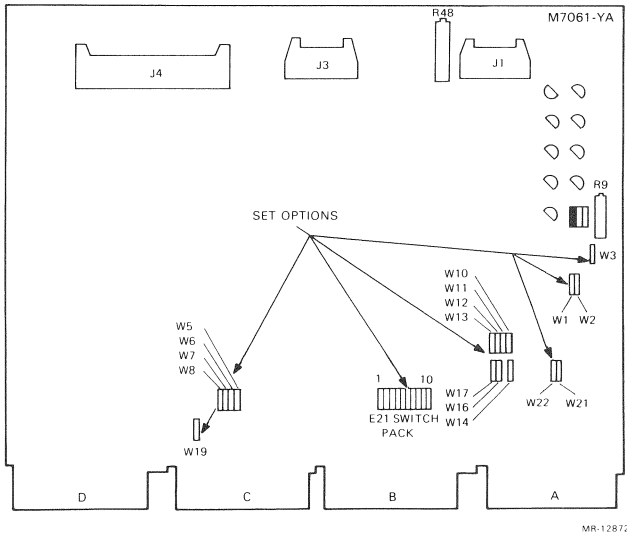 R48
M7061-YA
J4
J3
J1
R9
SET OPTIONS
W3
W10
W11
W12
W13
W1 W2
W5
W6
W7
W8
1 10
W17
W16
W14
W22 W21
E21 SWITCH
PACK
W19
D
C
B
A
MR-12872